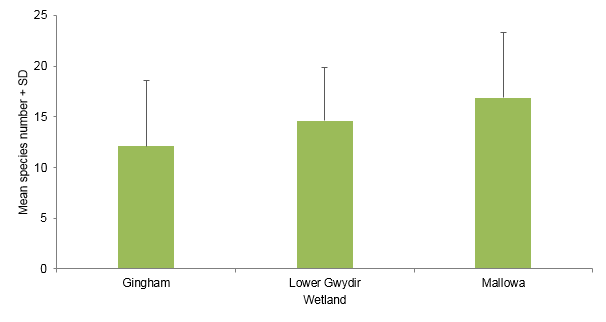 Mean species number + SD
25
20
15
10
5
0
Gingham
Lower Gwydir
Mallowa
Wetland